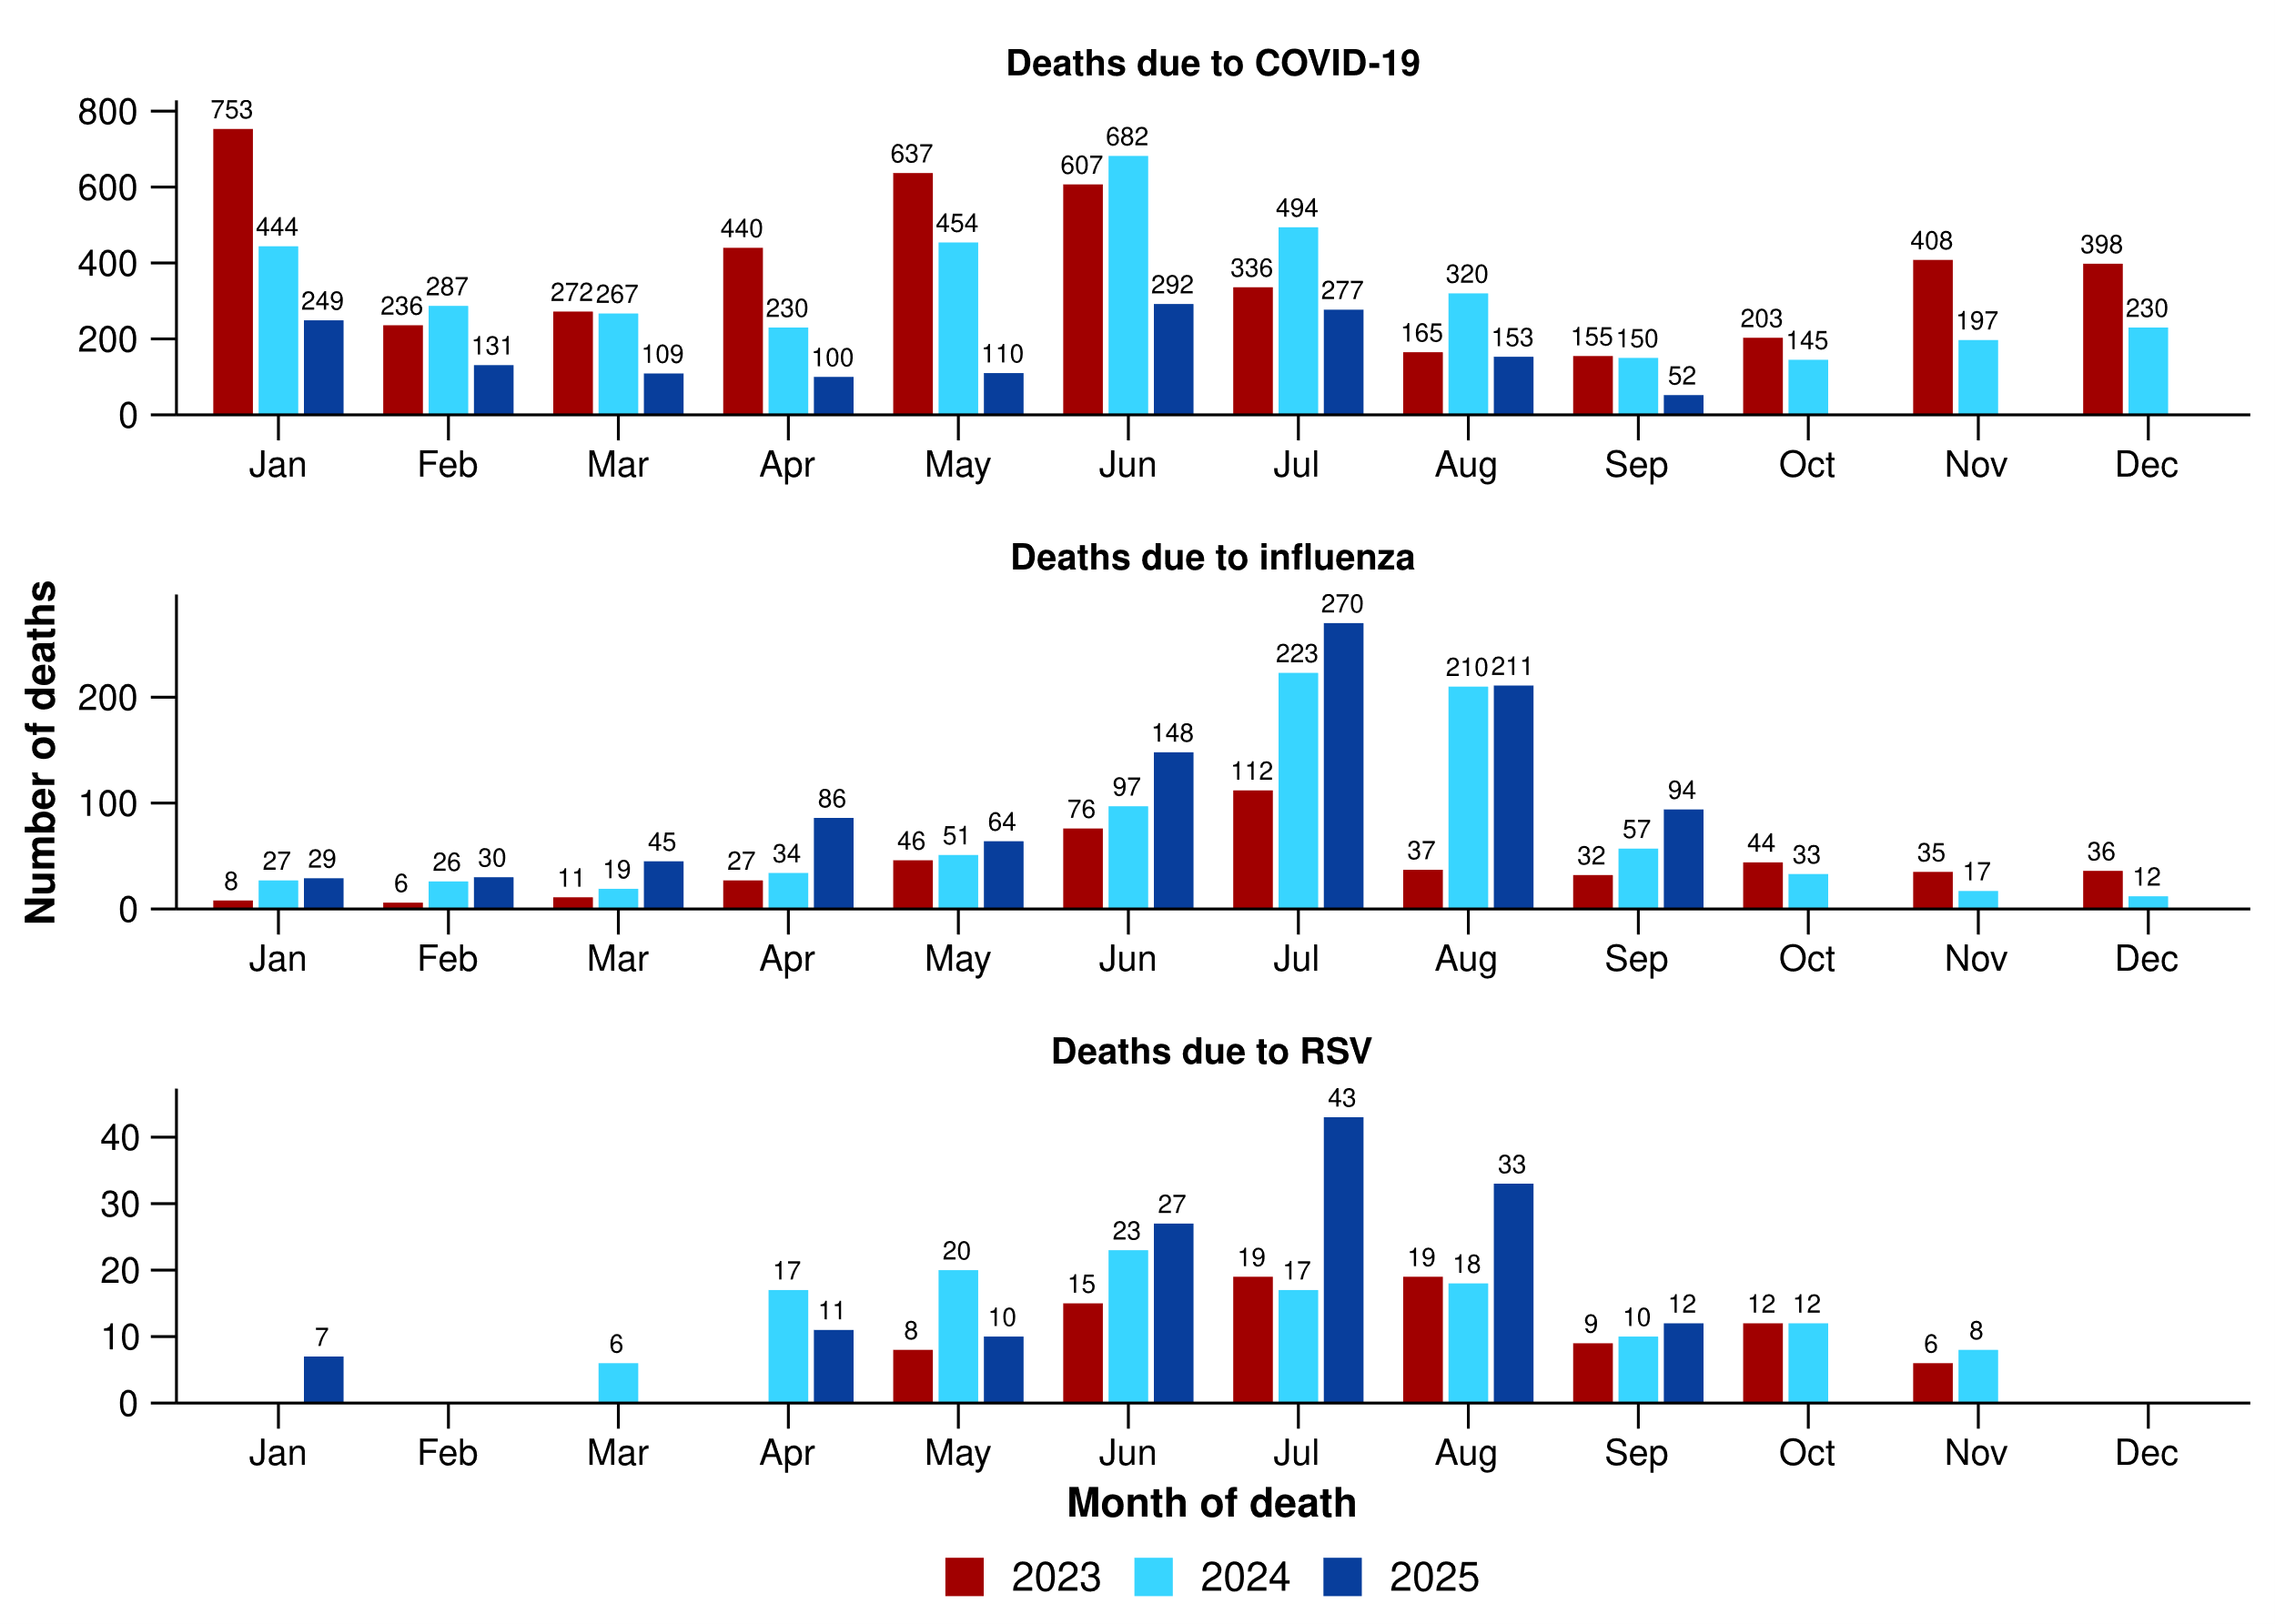 Deaths due to COVID-19
800
600
400
200
0
753 444 249 236 287 131 272 267 109 440 230 100 637 454 110 607 682 292 336 494 277 165 320 153 155 150 52 203 145 408 197 398 230
Jan Feb Mar Apr May Jun Jul Aug Sep Oct Nov Dec
Number of deaths
Deaths due to influenza
200
100
0
8 27 29 6 26 30 11 19 45 27 34 86 46 51 64 76 97 148 112 223 270 37 210 211 32 57 94 44 33 35 17 36 12
Jan Feb Mar Apr May Jun Jul Aug Sep Oct Nov Dec
Deaths due to RSV
40
30
20
10
0
7 6 17 11 8 20 10 15 23 27 19 17 43 19 18 33 9 10 12 12 12 6 8
Jan Feb Mar Apr May Jun Jul Aug Sep Oct Nov Dec
Month of death
2023 2024 2025